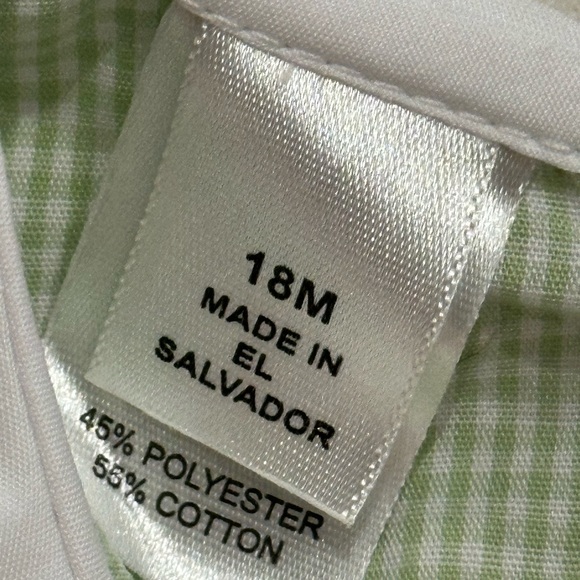 18M
MADE IN
EL
SALVADOR
45% POLYESTER
55% COTTON